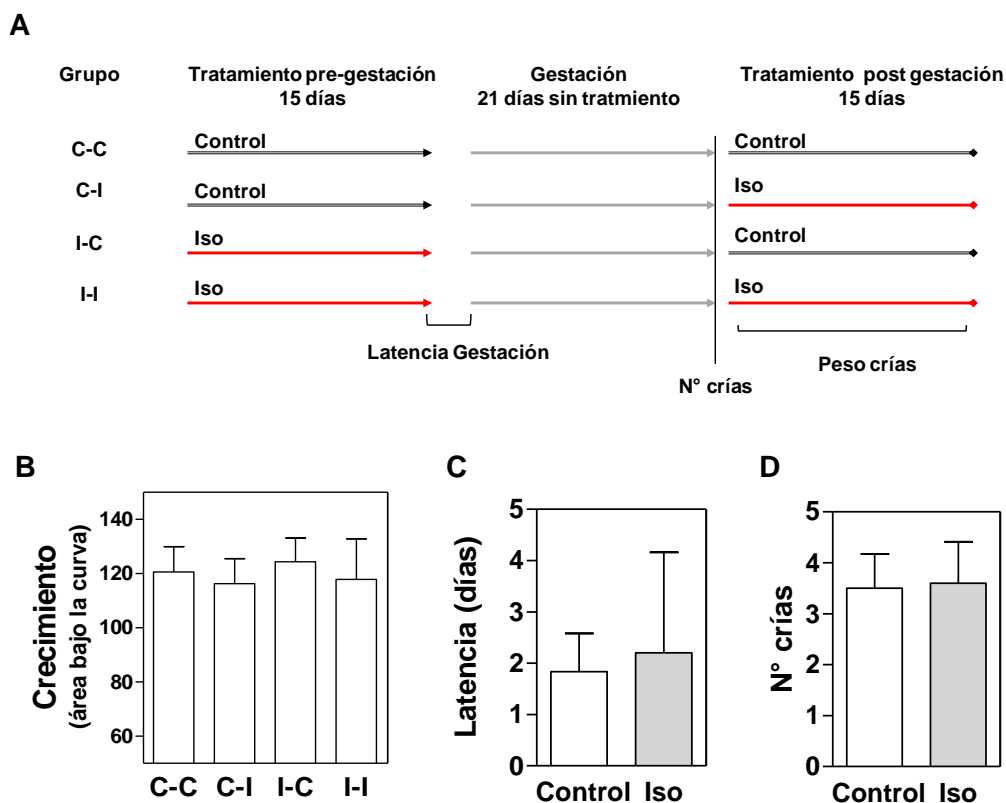 A
Grupo
Tratamiento pre-gestación
15 días
Gestación
21 días sin tratmiento
Tratamiento post gestación
15 días
C-C
Control
Control
C-I
Control
Iso
I-C
Iso
Control
I-I
Iso
Iso
Latencia Gestación
N° crías
Peso crías
B
Crecimiento
(área bajo la curva)
140
120
100
80
60
C-C C-I I-C I-I
C
Latencia (días)
5
4
3
2
1
0
Control Iso
D
N° crías
5
4
3
2
1
0
Control Iso